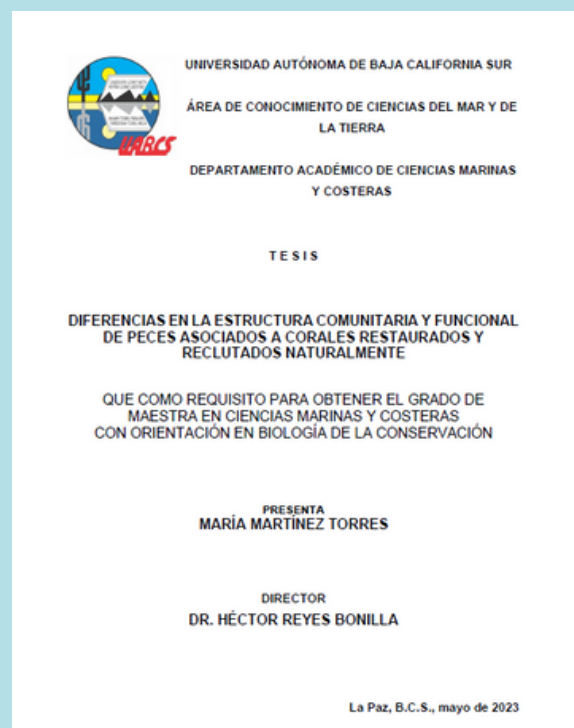 UNIVERSIDAD AUTÓNOMA DE BAJA CALIFORNIA SUR
ÁREA DE CONOCIMIENTO DE CIENCIAS DEL MAR Y DE
LA TIERRA
UABCS
DEPARTAMENTO ACADÉMICO DE CIENCIAS MARINAS
Y COSTERAS
T E S I S
DIFERENCIAS EN LA ESTRUCTURA COMUNITARIA Y FUNCIONAL
DE PECES ASOCIADOS A CORALES RESTAURADOS Y
RECLUTADOS NATURALMENTE
QUE COMO REQUISITO PARA OBTENER EL GRADO DE
MAESTRA EN CIENCIAS MARINAS Y COSTERAS
CON ORIENTACIÓN EN BIOLOGÍA DE LA CONSERVACIÓN
PRESENTA
MARÍA MARTÍNEZ TORRES
DIRECTOR
DR. HÉCTOR REYES BONILLA
La Paz, B.C.S., mayo de 2023